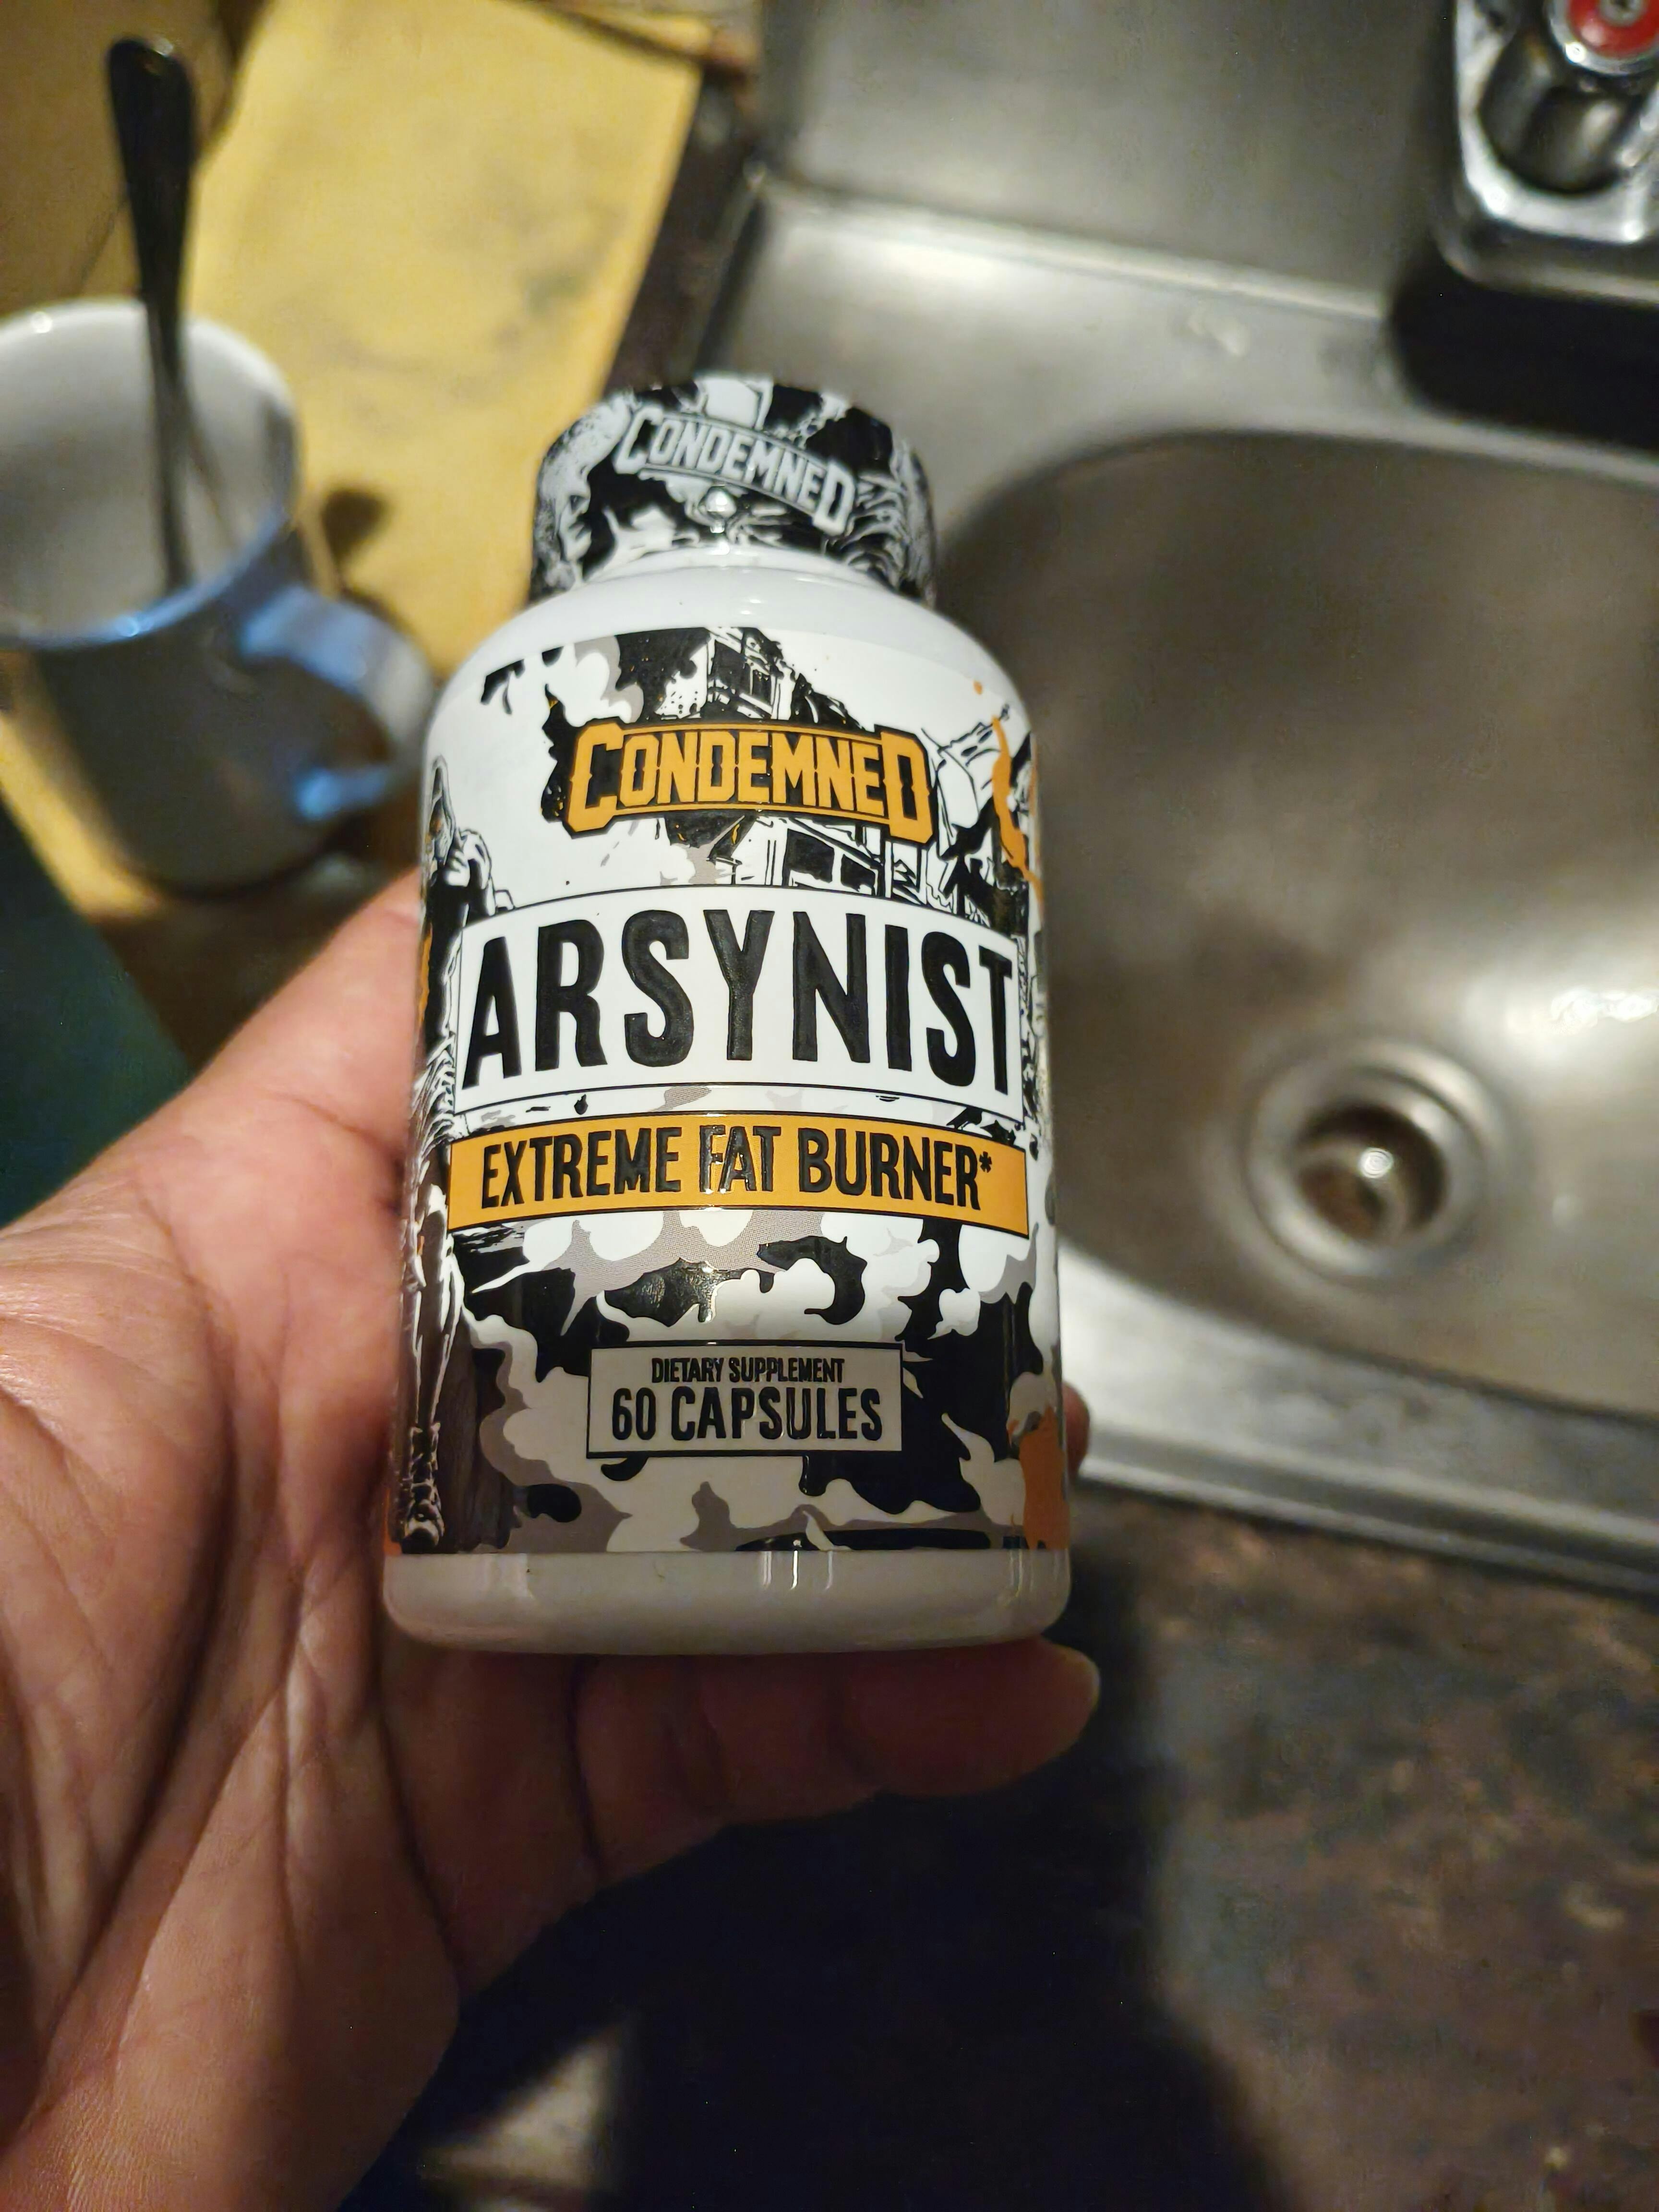 CONDEMNED
CONDEMNED
ARSYNIST
EXTREME FAT BURNER*
DIETARY SUPPLEMENT
60 CAPSULES